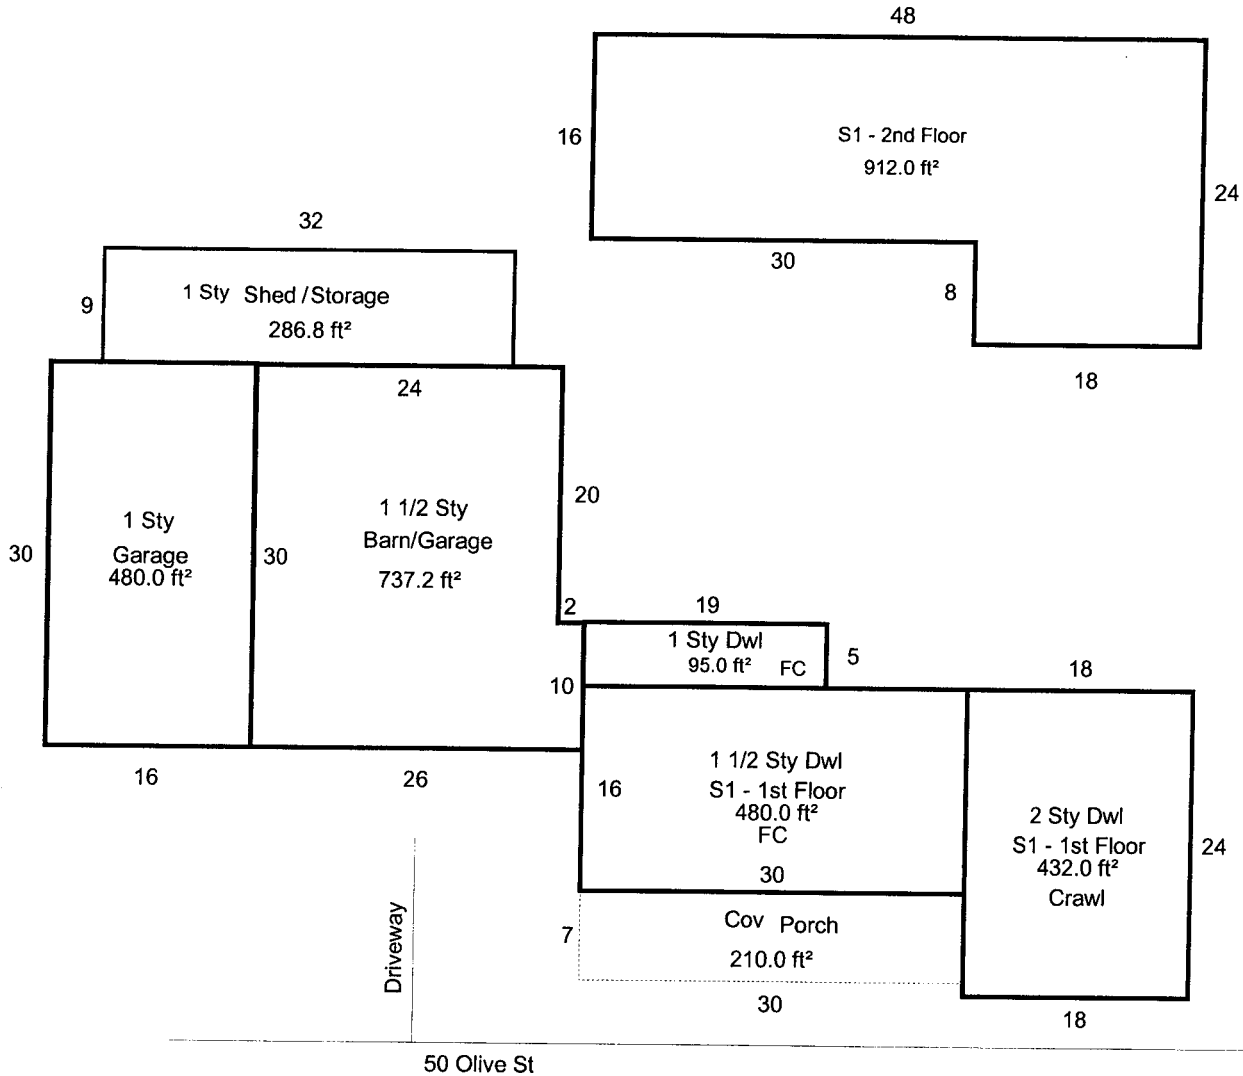 48
16
S1 - 2nd Floor
912.0 ft²
24
30
8
18
32
9
1 Sty Shed / Storage
286.8 ft²
24
20
1 Sty
Garage
480.0 ft²
30
30
1 1/2 Sty
Barn/Garage
737.2 ft²
2
19
1 Sty Dwl
95.0 ft²
FC
5
10
18
16
26
16
1 1/2 Sty Dwl
S1 - 1st Floor
480.0 ft²
FC
30
2 Sty Dwl
S1 - 1st Floor
432.0 ft²
Crawl
24
7
Cov Porch
210.0 ft²
30
18
Driveway
50 Olive St